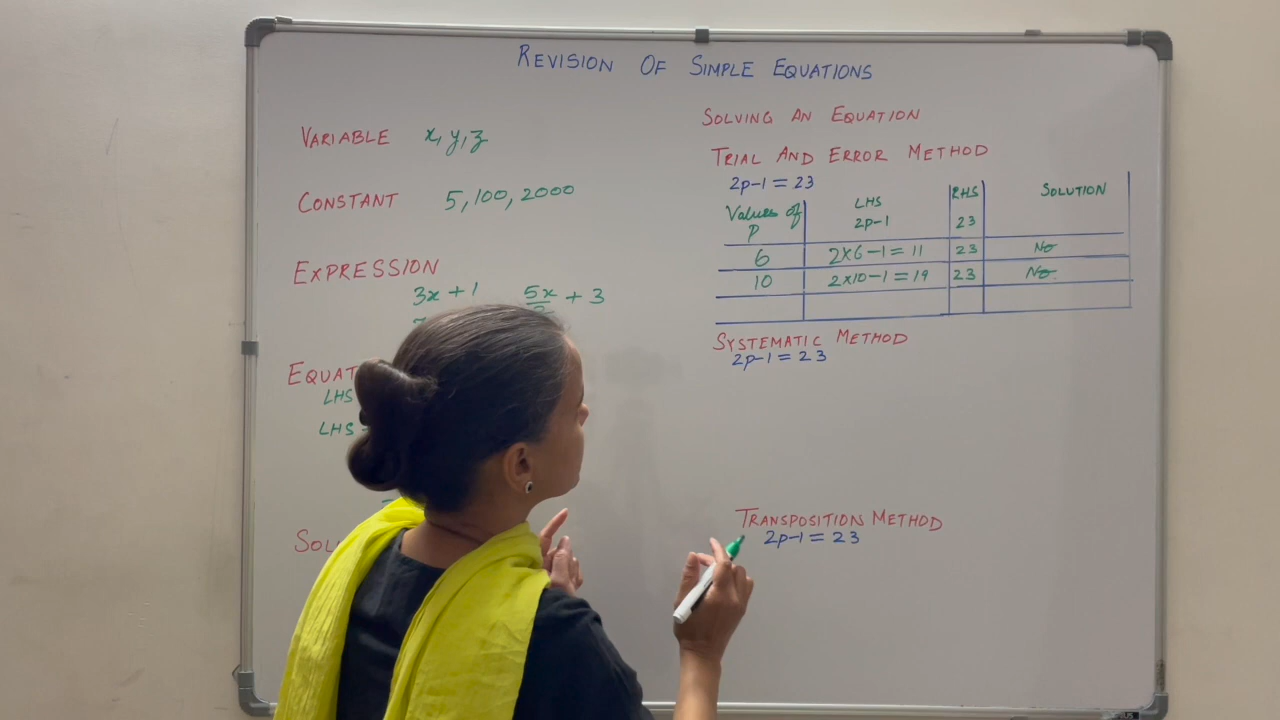 REVISION OF SIMPLE EQUATIONS
VARIABLE x, y, z
CONSTANT 5, 100, 2000
EXPRESSION
3x + 1 5x + 3
LHS
LHS
SOLVING AN EQUATION
TRIAL AND ERROR METHOD
2p-1 = 23
Values of p LHS 2p-1 RHS 23 SOLUTION
6 2×6-1 = 11 23 No
10 2×10-1 = 19 23 No.
SYSTEMATIC METHOD
2p-1 = 23
TRANSPOSITION METHOD
2p-1 = 23